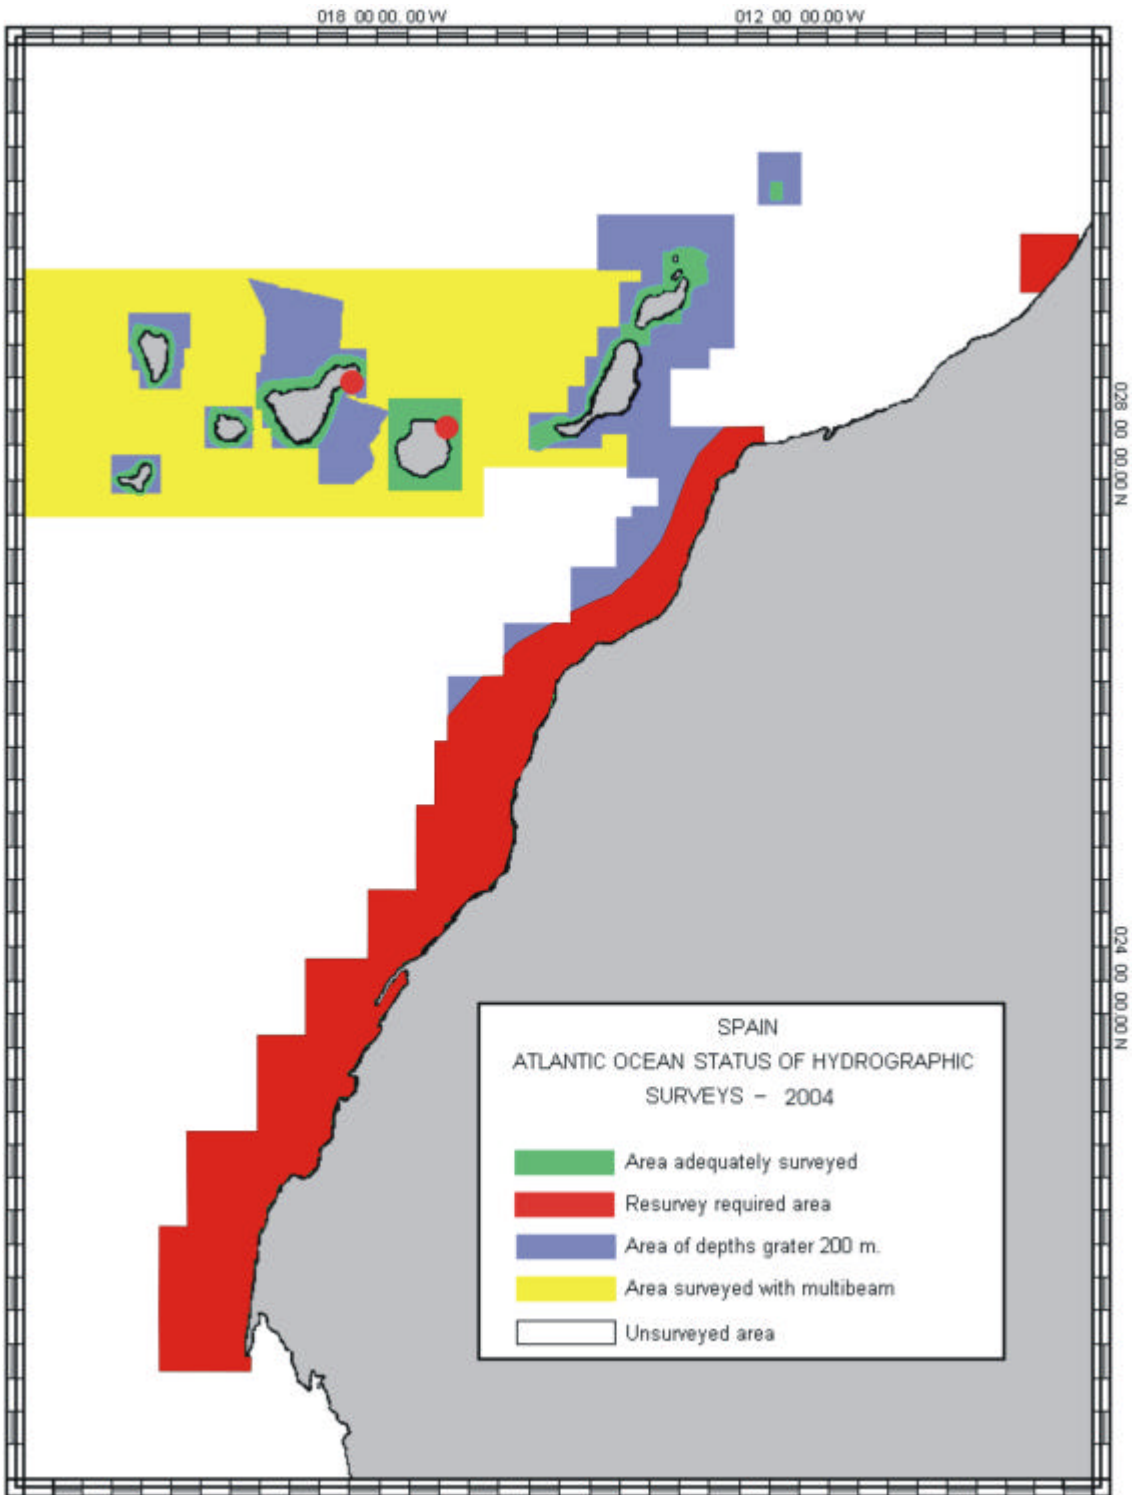 018 00 00.00 W
012 00 00.00 W
028 00 00.00 N
024 00 00.00 N
SPAIN
ATLANTIC OCEAN STATUS OF HYDROGRAPHIC
SURVEYS - 2004
Area adequately surveyed
Resurvey required area
Area of depths grater 200 m.
Area surveyed with multibeam
Unsurveyed area